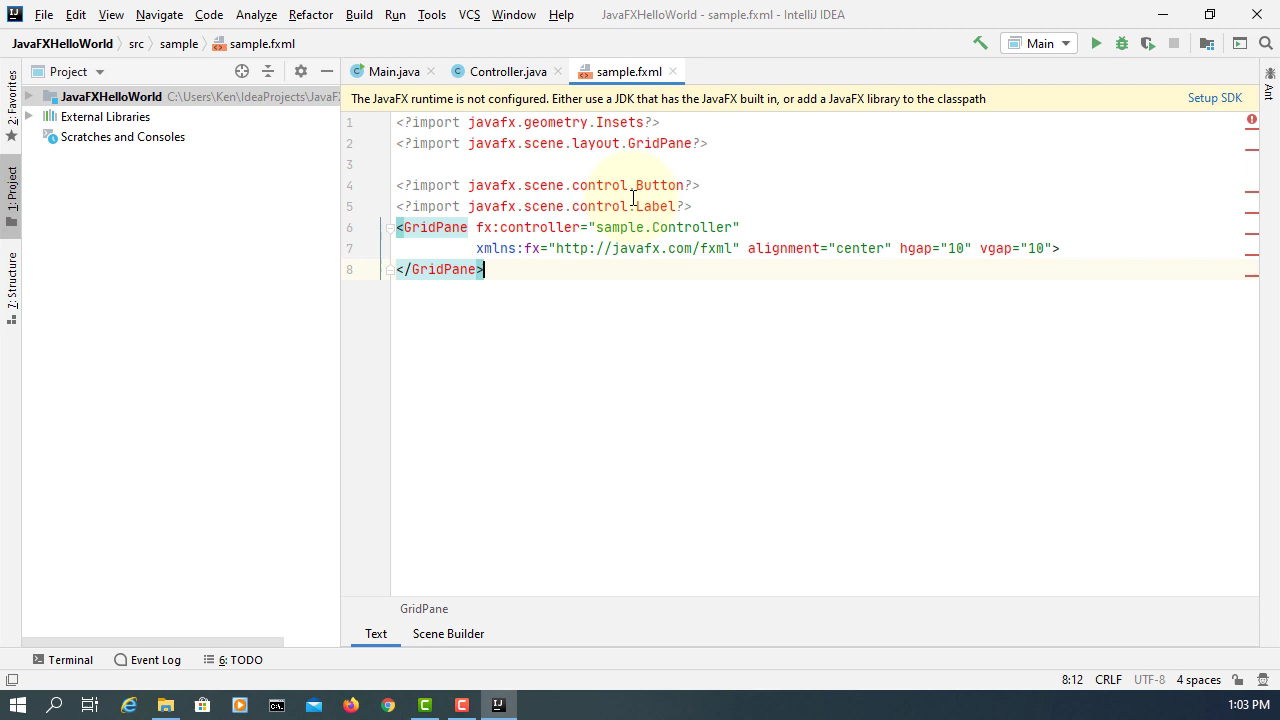 File Edit View Navigate Code Analyze Refactor Build Run Tools VCS Window Help JavaFXHelloWorld - sample.fxml - IntelliJ IDEA
JavaFXHelloWorld src sample sample.fxml Main
Project Main.java Controller.java sample.fxml
2: Favorites
1: Project
7: Structure
JavaFXHelloWorld C:\Users\Ken\IdeaProjects\JavaF
External Libraries
Scratches and Consoles
The JavaFX runtime is not configured. Either use a JDK that has the JavaFX built in, or add a JavaFX library to the classpath Setup SDK
Ant
1 <?import javafx.geometry.Insets?>
2 <?import javafx.scene.layout.GridPane?>
3
4 <?import javafx.scene.control.Button?>
5 <?import javafx.scene.control.Label?>
6 <GridPane fx:controller="sample.Controller"
7 xmlns:fx="http://javafx.com/fxml" alignment="center" hgap="10" vgap="10">
8 </GridPane>
GridPane
Text Scene Builder
Terminal Event Log 6: TODO
8:12 CRLF UTF-8 4 spaces
1:03 PM